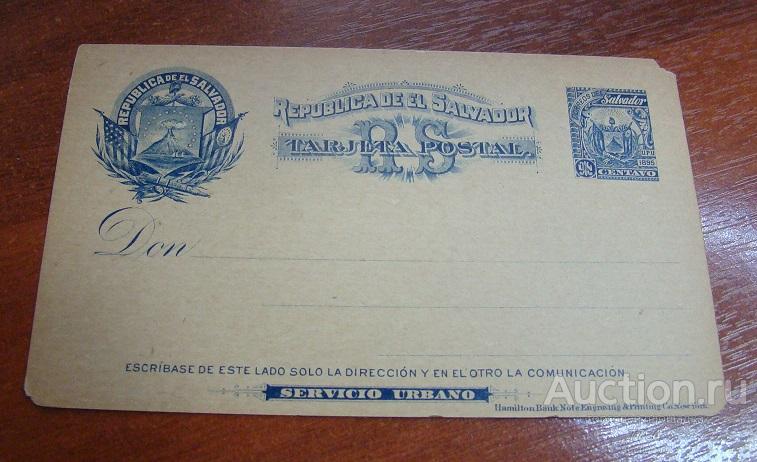 REPUBLICA DE EL SALVADOR
REPUBLICA DE EL SALVADOR
RS
TARJETA POSTAL.
Salvador
UPU
1895
CENTAVO
Don
ESCRÍBASE DE ESTE LADO SOLO LA DIRECCIÓN Y EN EL OTRO LA COMUNICACIÓN.
SERVICIO URBANO
Hamilton Bank Note Engraving & Printing Co. New York.
Auction.ru